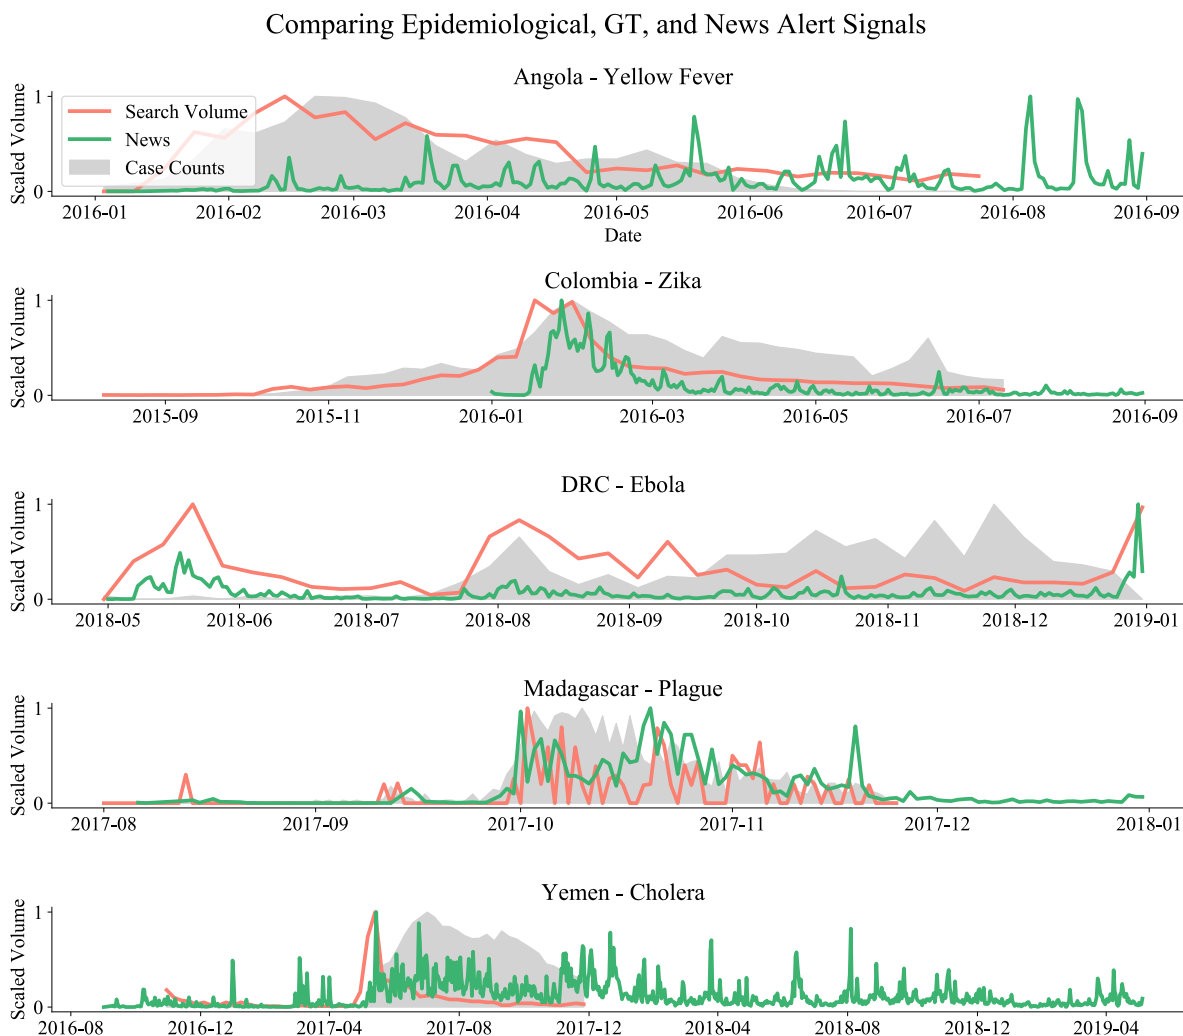 Comparing Epidemiological, GT, and News Alert Signals
Angola - Yellow Fever
Scaled Volume
1
0
Search Volume
News
Case Counts
2016-01 2016-02 2016-03 2016-04 2016-05 2016-06 2016-07 2016-08 2016-09
Date
Colombia - Zika
Scaled Volume
1
0
2015-09 2015-11 2016-01 2016-03 2016-05 2016-07 2016-09
DRC - Ebola
Scaled Volume
1
0
2018-05 2018-06 2018-07 2018-08 2018-09 2018-10 2018-11 2018-12 2019-01
Madagascar - Plague
Scaled Volume
1
0
2017-08 2017-09 2017-10 2017-11 2017-12 2018-01
Yemen - Cholera
Scaled Volume
1
0
2016-08 2016-12 2017-04 2017-08 2017-12 2018-04 2018-08 2018-12 2019-04